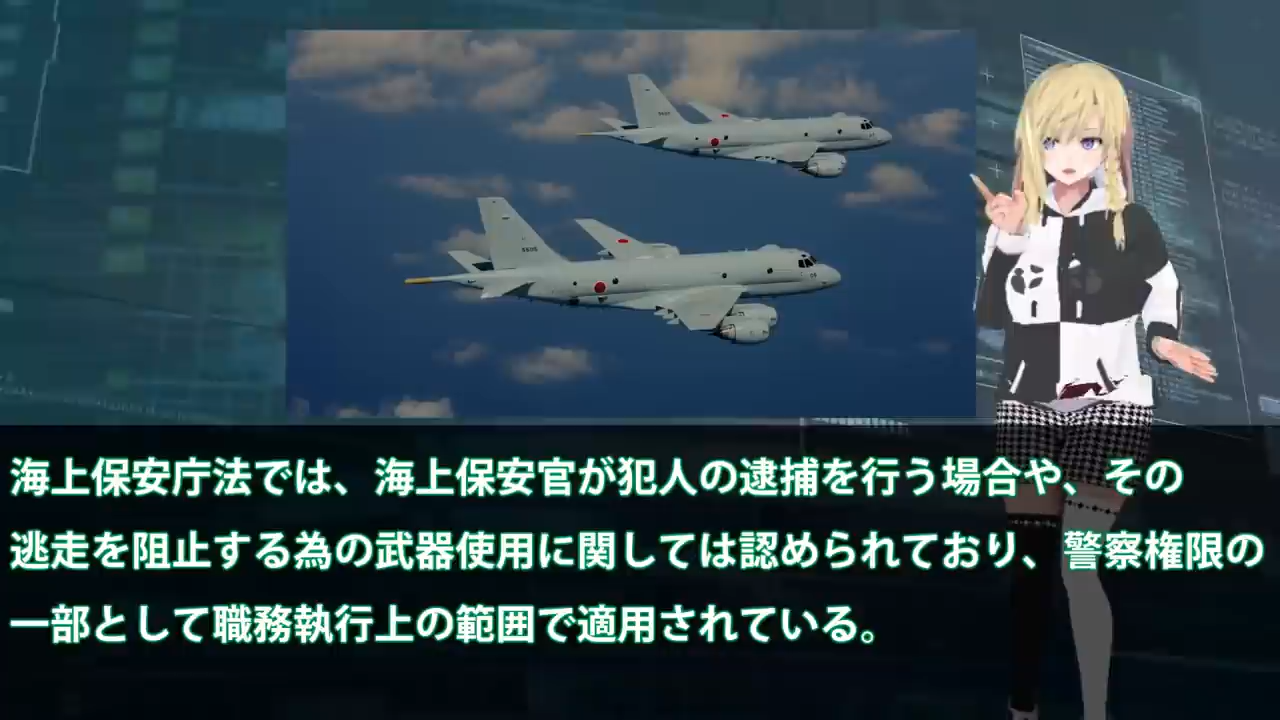 海上保安庁法では、海上保安官が犯人の逮捕を行う場合や、その
逃走を阻止する為の武器使用に関しては認められており、警察権限の
一部として職務執行上の範囲で適用されている。